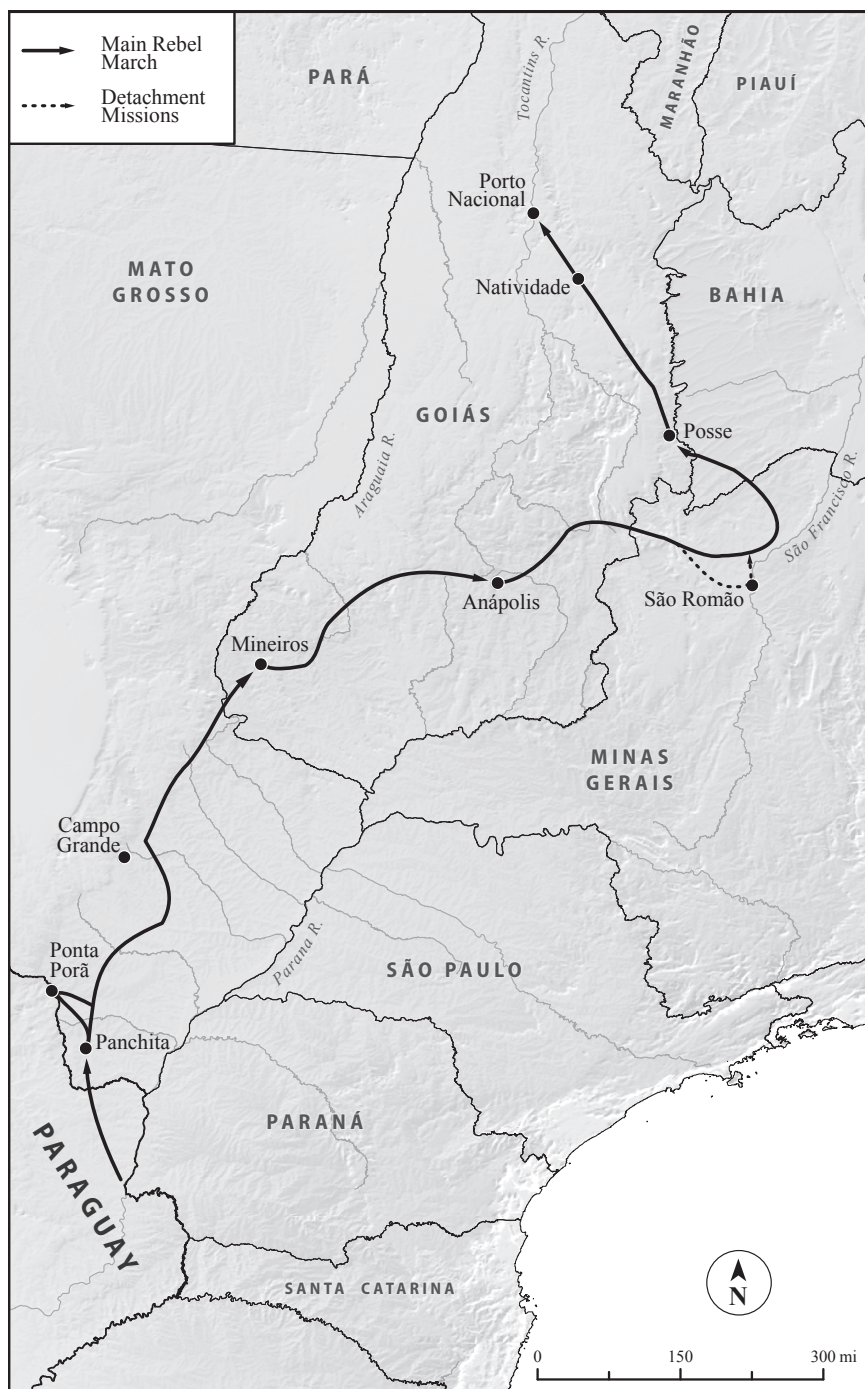 Main Rebel
March
Detachment
Missions
PARÁ
Tocantins R.
MARANHÃO
PIAUÍ
Porto
Nacional
MATO
GROSSO
Natividade
BAHIA
GOIÁS
Posse
Araguaia R.
São Francisco R.
Anápolis
São Romão
Mineiros
MINAS
GERAIS
Campo
Grande
Parana R.
SÃO PAULO
Ponta
Porã
Panchita
PARANÁ
PARAGUAY
SANTA CATARINA
N
0 150 300 mi